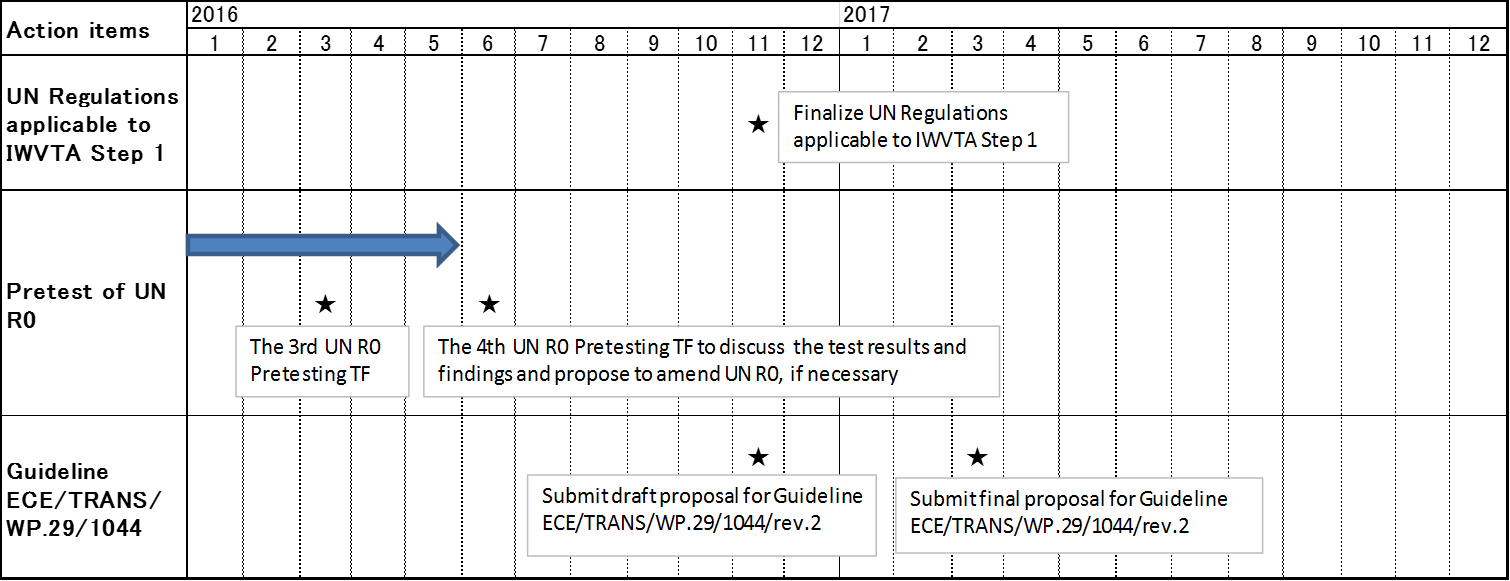 Action items
2016
2017
1 2 3 4 5 6 7 8 9 10 11 12 1 2 3 4 5 6 7 8 9 10 11 12
UN Regulations
applicable to
IWVTA Step 1
★
Finalize UN Regulations
applicable to IWVTA Step 1
Pretest of UN
R0
★
★
The 3rd UN R0
Pretesting TF
The 4th UN R0 Pretesting TF to discuss the test results and
findings and propose to amend UN R0, if necessary
Guideline
ECE/TRANS/
WP.29/1044
★
★
Submit draft proposal for Guideline
ECE/TRANS/WP.29/1044/rev.2
Submit final proposal for Guideline
ECE/TRANS/WP.29/1044/rev.2